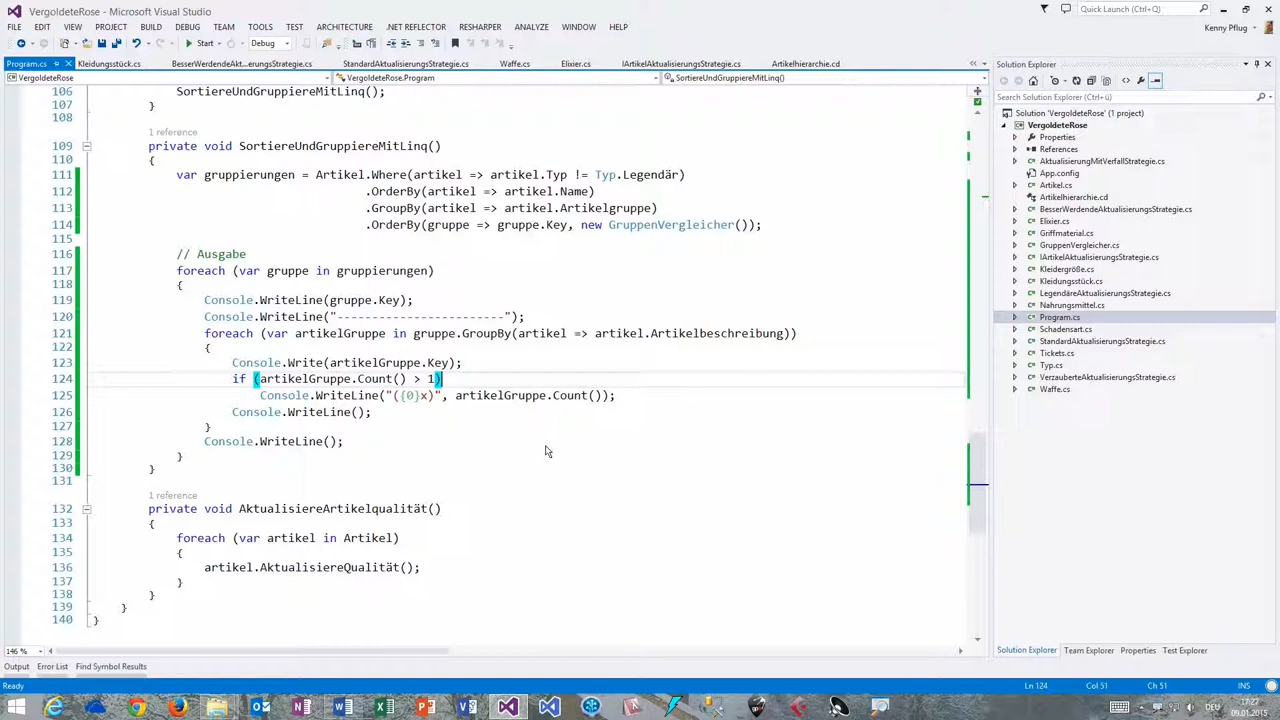 VergoldeteRose - Microsoft Visual Studio
Quick Launch (Ctrl+Q)
FILE EDIT VIEW PROJECT BUILD DEBUG TEAM TOOLS TEST ARCHITECTURE .NET REFLECTOR RESHARPER ANALYZE WINDOW HELP
Kenny Pflug
Start Debug
Program.cs Kleidungsstück.cs BesserWerdendeAkt...erungsStrategie.cs StandardAktualisierungsStrategie.cs Waffe.cs Elixier.cs IArtikelAktualisierungsStrategie.cs Artikelhierarchie.cd
VergoldeteRose VergoldeteRose.Program SortiereUndGruppiereMitLinq()
106 SortiereUndGruppiereMitLinq();
107 }
108
1 reference
109 private void SortiereUndGruppiereMitLinq()
110 {
111 var gruppierungen = Artikel.Where(artikel => artikel.Typ != Typ.Legendär)
112 .OrderBy(artikel => artikel.Name)
113 .GroupBy(artikel => artikel.Artikelgruppe)
114 .OrderBy(gruppe => gruppe.Key, new GruppenVergleicher());
115
116 // Ausgabe
117 foreach (var gruppe in gruppierungen)
118 {
119 Console.WriteLine(gruppe.Key);
120 Console.WriteLine("------------------------");
121 foreach (var artikelGruppe in gruppe.GroupBy(artikel => artikel.Artikelbeschreibung))
122 {
123 Console.Write(artikelGruppe.Key);
124 if (artikelGruppe.Count() > 1)
125 Console.WriteLine("({0}x)", artikelGruppe.Count());
126 Console.WriteLine();
127 }
128 Console.WriteLine();
129 }
130 }
131
1 reference
132 private void AktualisiereArtikelqualität()
133 {
134 foreach (var artikel in Artikel)
135 {
136 artikel.AktualisiereQualität();
137 }
138 }
139 }
140 }
146 %
Solution Explorer
Search Solution Explorer (Ctrl+ü)
Solution 'VergoldeteRose' (1 project)
VergoldeteRose
Properties
References
AktualisierungMitVerfallStrategie.cs
App.config
Artikel.cs
Artikelhierarchie.cd
BesserWerdendeAktualisierungsStrategie.cs
Elixier.cs
Griffmaterial.cs
GruppenVergleicher.cs
IArtikelAktualisierungsStrategie.cs
Kleidergröße.cs
Kleidungsstück.cs
LegendäreAktualisierungsStrategie.cs
Nahrungsmittel.cs
Program.cs
Schadensart.cs
StandardAktualisierungsStrategie.cs
Tickets.cs
Typ.cs
VerzauberteAktualisierungsStrategie.cs
Waffe.cs
Solution Explorer Team Explorer Properties Test Explorer
Output Error List Find Symbol Results
Ready Ln 124 Col 51 Ch 51 INS
17:27
09.01.2015